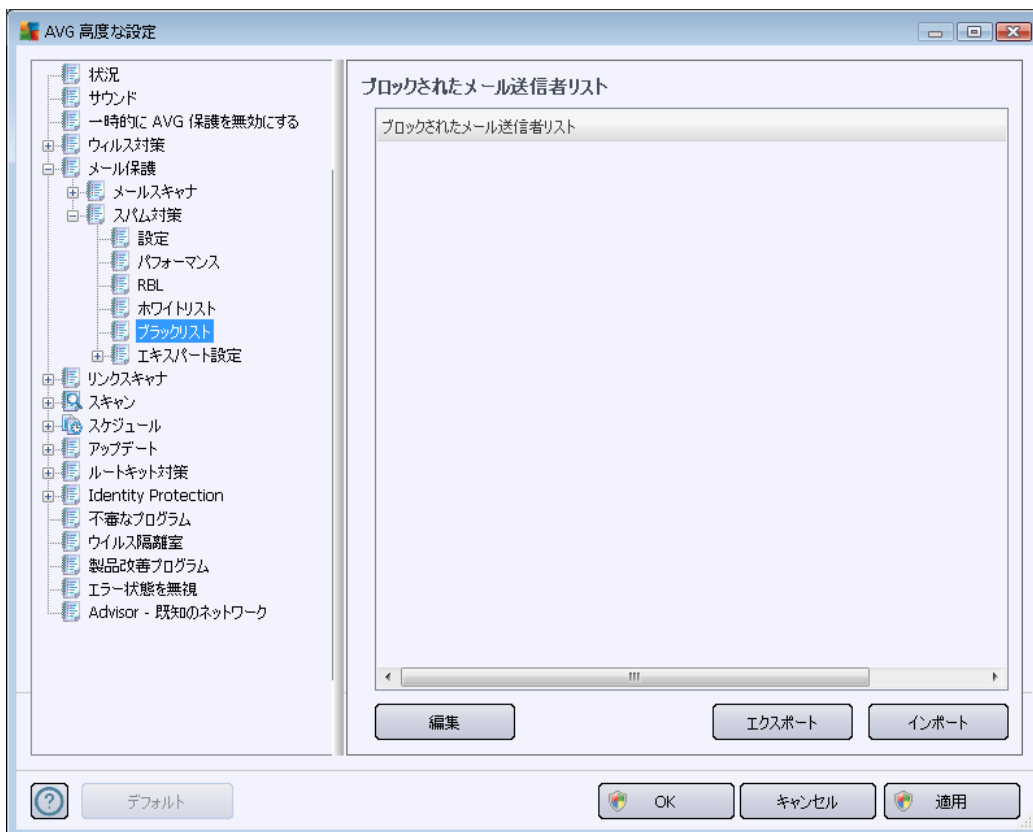 AVG 高度な設定
状況
サウンド
一時的に AVG 保護を無効にする
ウィルス対策
メール保護
メールスキャナ
スパム対策
設定
パフォーマンス
RBL
ホワイトリスト
ブラックリスト
エキスパート設定
リンクスキャナ
スキャン
スケジュール
アップデート
ルートキット対策
Identity Protection
不審なプログラム
ウイルス隔離室
製品改善プログラム
エラー状態を無視
Advisor - 既知のネットワーク
ブロックされたメール送信者リスト
ブロックされたメール送信者リスト
編集
エクスポート
インポート
デフォルト
OK
キャンセル
適用